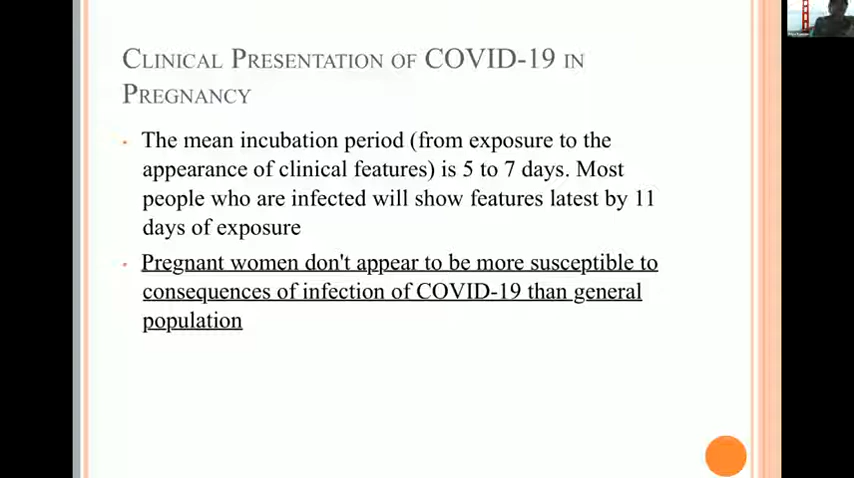 CLINICAL PRESENTATION OF COVID-19 IN
PREGNANCY
The mean incubation period (from exposure to the
appearance of clinical features) is 5 to 7 days. Most
people who are infected will show features latest by 11
days of exposure
Pregnant women don't appear to be more susceptible to
consequences of infection of COVID-19 than general
population